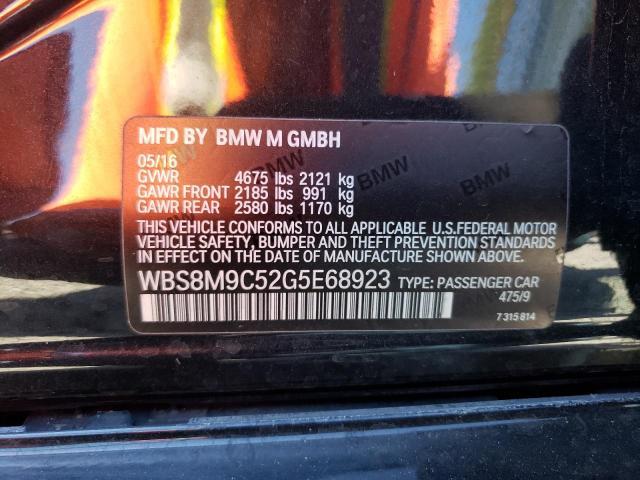 MFD BY BMW M GMBH
05/16
GVWR 4675 lbs 2121 kg
GAWR FRONT 2185 lbs 991 kg
GAWR REAR 2580 lbs 1170 kg
THIS VEHICLE CONFORMS TO ALL APPLICABLE U.S.FEDERAL MOTOR
VEHICLE SAFETY, BUMPER AND THEFT PREVENTION STANDARDS
IN EFFECT ON THE DATE OF MANUFACTURE SHOWN ABOVE.
WBS8M9C52G5E68923 TYPE: PASSENGER CAR
475/9
7 315 814